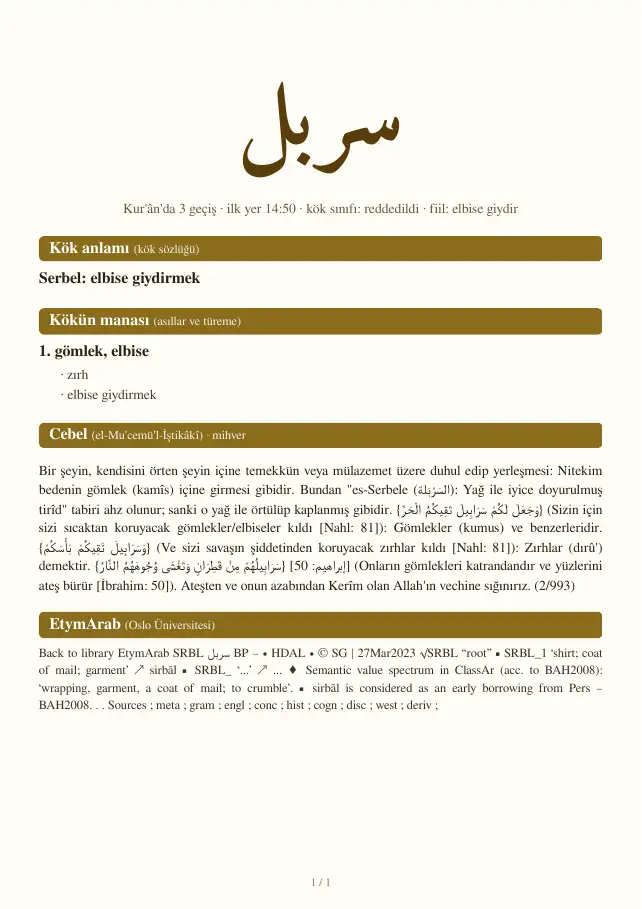 سربل
Kur'ân'da 3 geçiş · ilk yer 14:50 · kök sınıfı: reddedildi · fiil: elbise giydir
Kök anlamı (kök sözlüğü)
Serbel: elbise giydirmek
Kökün manası (asıllar ve türeme)
1. gömlek, elbise
· zırh
· elbise giydirmek
Cebel (el-Mu'cemü'l-İştikâkî) · mihver
Bir şeyin, kendisini örten şeyin içine temekkün veya mülazemet üzere duhul edip yerleşmesi: Nitekim
bedenin gömlek (kamîs) içine girmesi gibidir. Bundan "es-Serbele (السَرْبَلة): Yağ ile iyice doyurulmuş
tirîd" tabiri ahz olunur; sanki o yağ ile örtülüp kaplanmış gibidir. {وَجَعَلَ لَكُمْ سَرَابِيلَ تَقِيكُمُ الْحَرَّ} (Sizin için
sizi sıcaktan koruyacak gömlekler/elbiseler kıldı [Nahl: 81]): Gömlekler (kumus) ve benzerleridir.
{وَسَرَابِيلَ تَقِيكُمْ بَأْسَكُمْ} (Ve sizi savaşın şiddetinden koruyacak zırhlar kıldı [Nahl: 81]): Zırhlar (dırû')
demektir. {سَرَابِيلُهُمْ مِنْ قَطِرَانٍ وَتَغْشَى وُجُوهَهُمُ النَّارُ} [إبراهيم: 50] (Onların gömlekleri katrandandır ve yüzlerini
ateş bürür [İbrahim: 50]). Ateşten ve onun azabından Kerîm olan Allah'ın vechine sığınırız. (2/993)
EtymArab (Oslo Üniversitesi)
Back to library EtymArab SRBL سربل BP – • HDAL • © SG | 27Mar2023 √SRBL “root” ▪ SRBL_1 ‘shirt; coat
of mail; garment’ ↗ sirbāl ▪ SRBL_ ‘...’ ↗ ... ♦ Semantic value spectrum in ClassAr (acc. to BAH2008):
‘wrapping, garment, a coat of mail; to crumble’. ▪ sirbāl is considered as an early borrowing from Pers –
BAH2008. . . Sources ; meta ; gram ; engl ; conc ; hist ; cogn ; disc ; west ; deriv ;
1 / 1